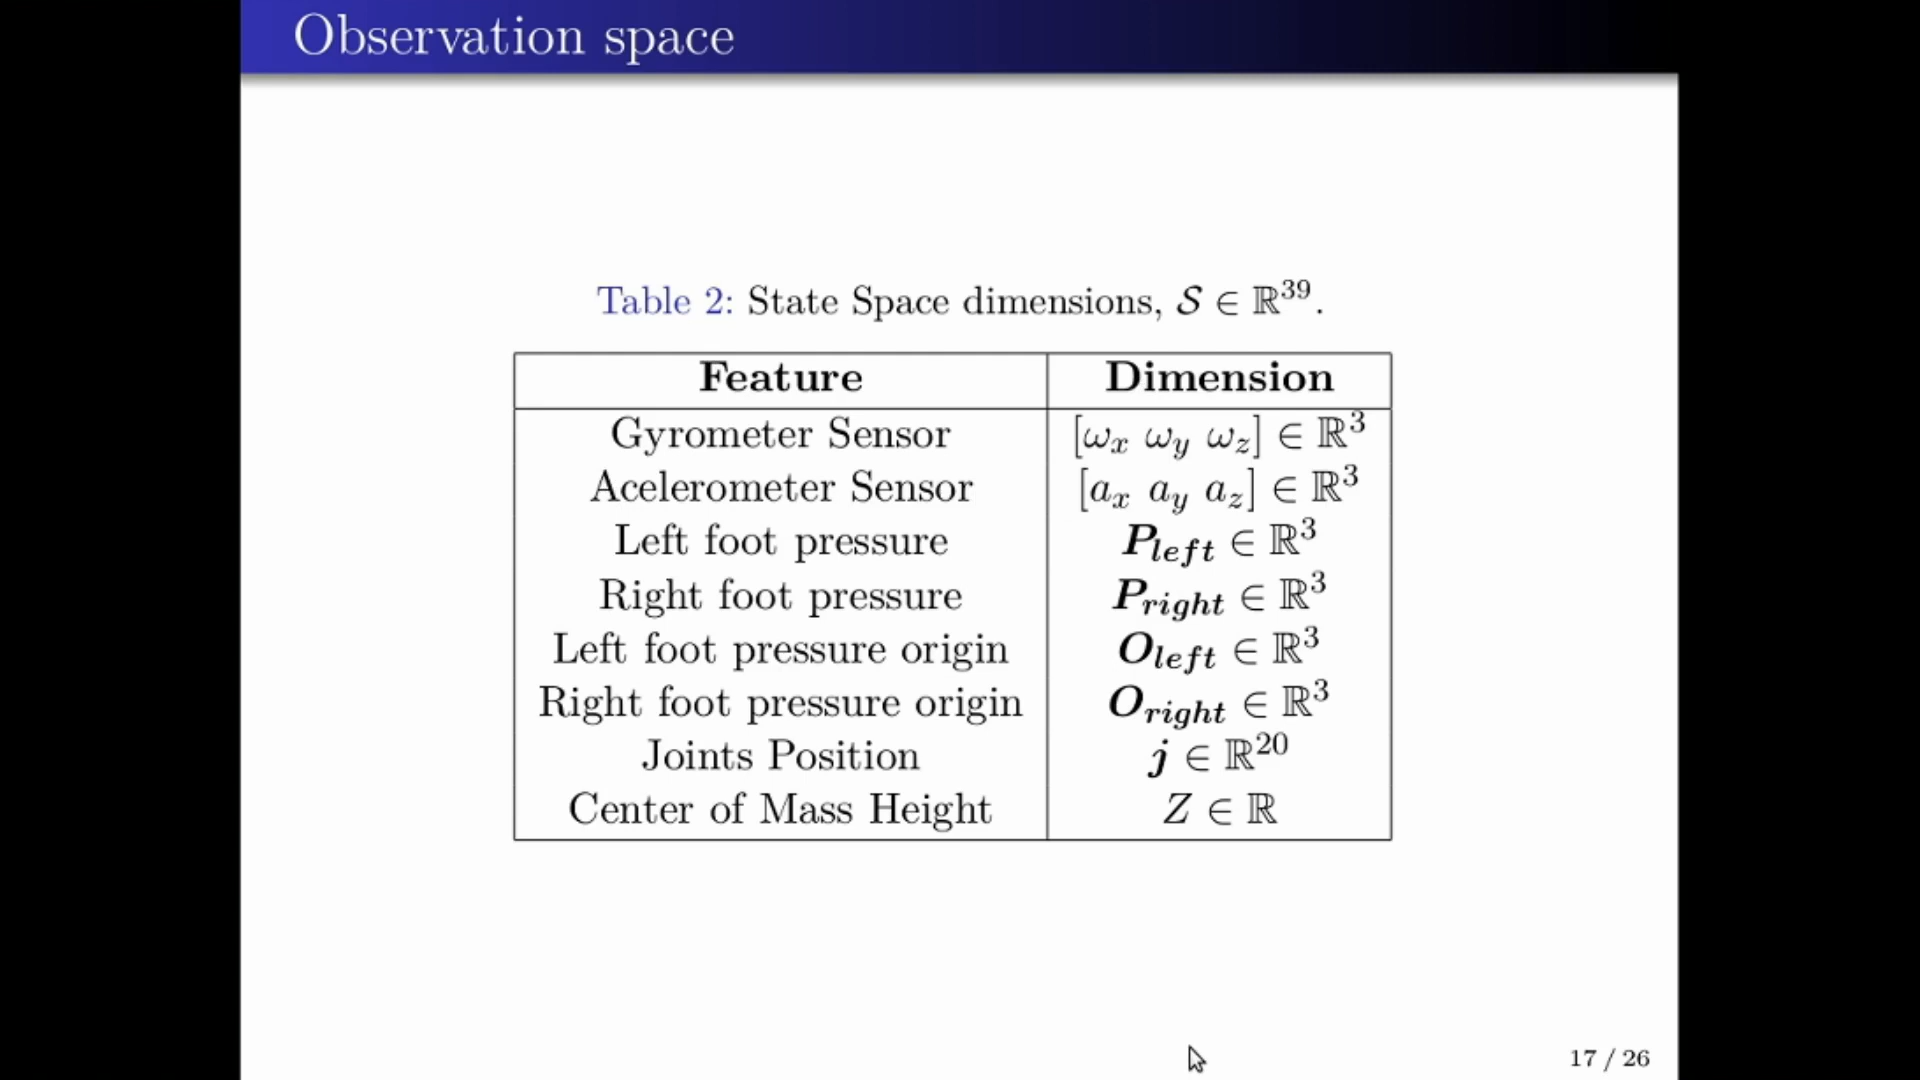 Observation space
Table 2: State Space dimensions, 𝒮 ∈ ℝ³⁹.
Feature Dimension
Gyrometer Sensor [ωₓ ω_y ω_z] ∈ ℝ³
Acelerometer Sensor [aₓ a_y a_z] ∈ ℝ³
Left foot pressure P_left ∈ ℝ³
Right foot pressure P_right ∈ ℝ³
Left foot pressure origin O_left ∈ ℝ³
Right foot pressure origin O_right ∈ ℝ³
Joints Position j ∈ ℝ²⁰
Center of Mass Height Z ∈ ℝ
17 / 26